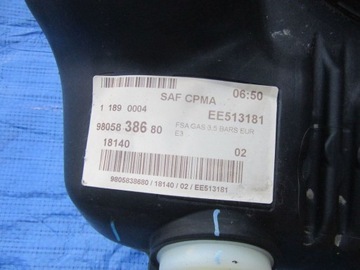 SAF CPMA 06:50
1 189 0004 EE513181
98058 386 80 FSA GAS 3,5 BARB EUR
E3
18140 02
9805838680 / 18140 / 02 / EE513181